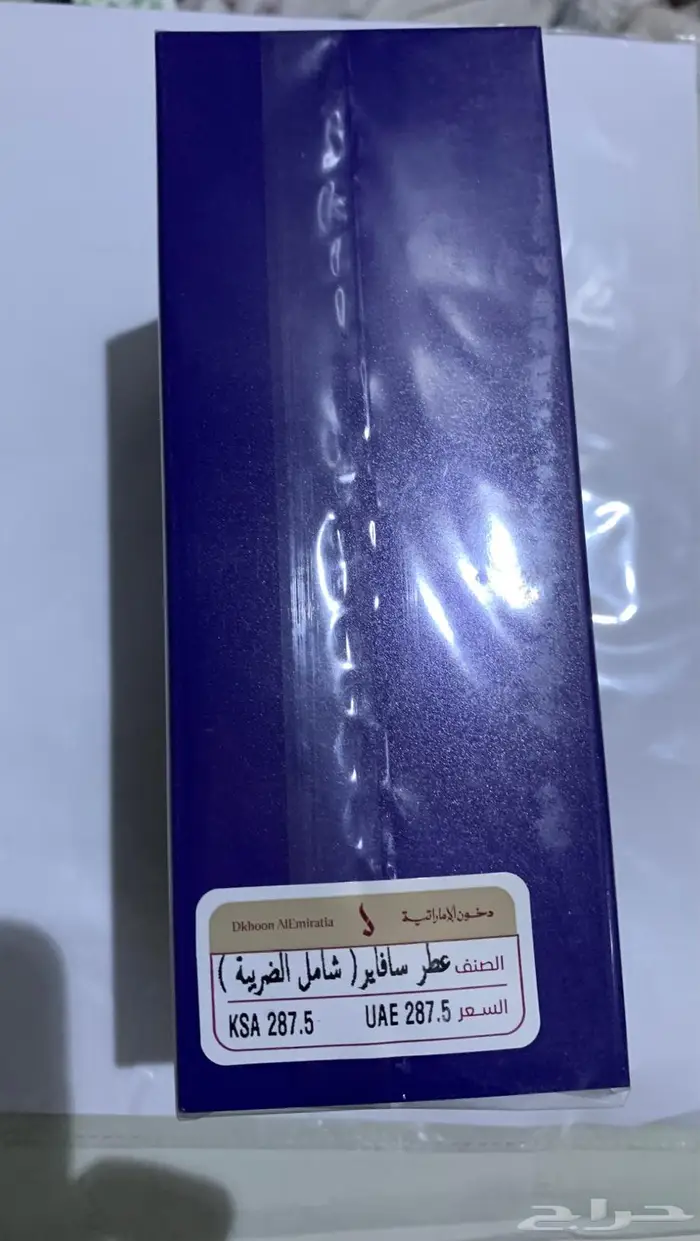 Dkhoon AlEmiratia دخون الإماراتية
الصنف عطر سافاير ( شامل الضريبة )
السعر UAE 287.5 KSA 287.5
حراج